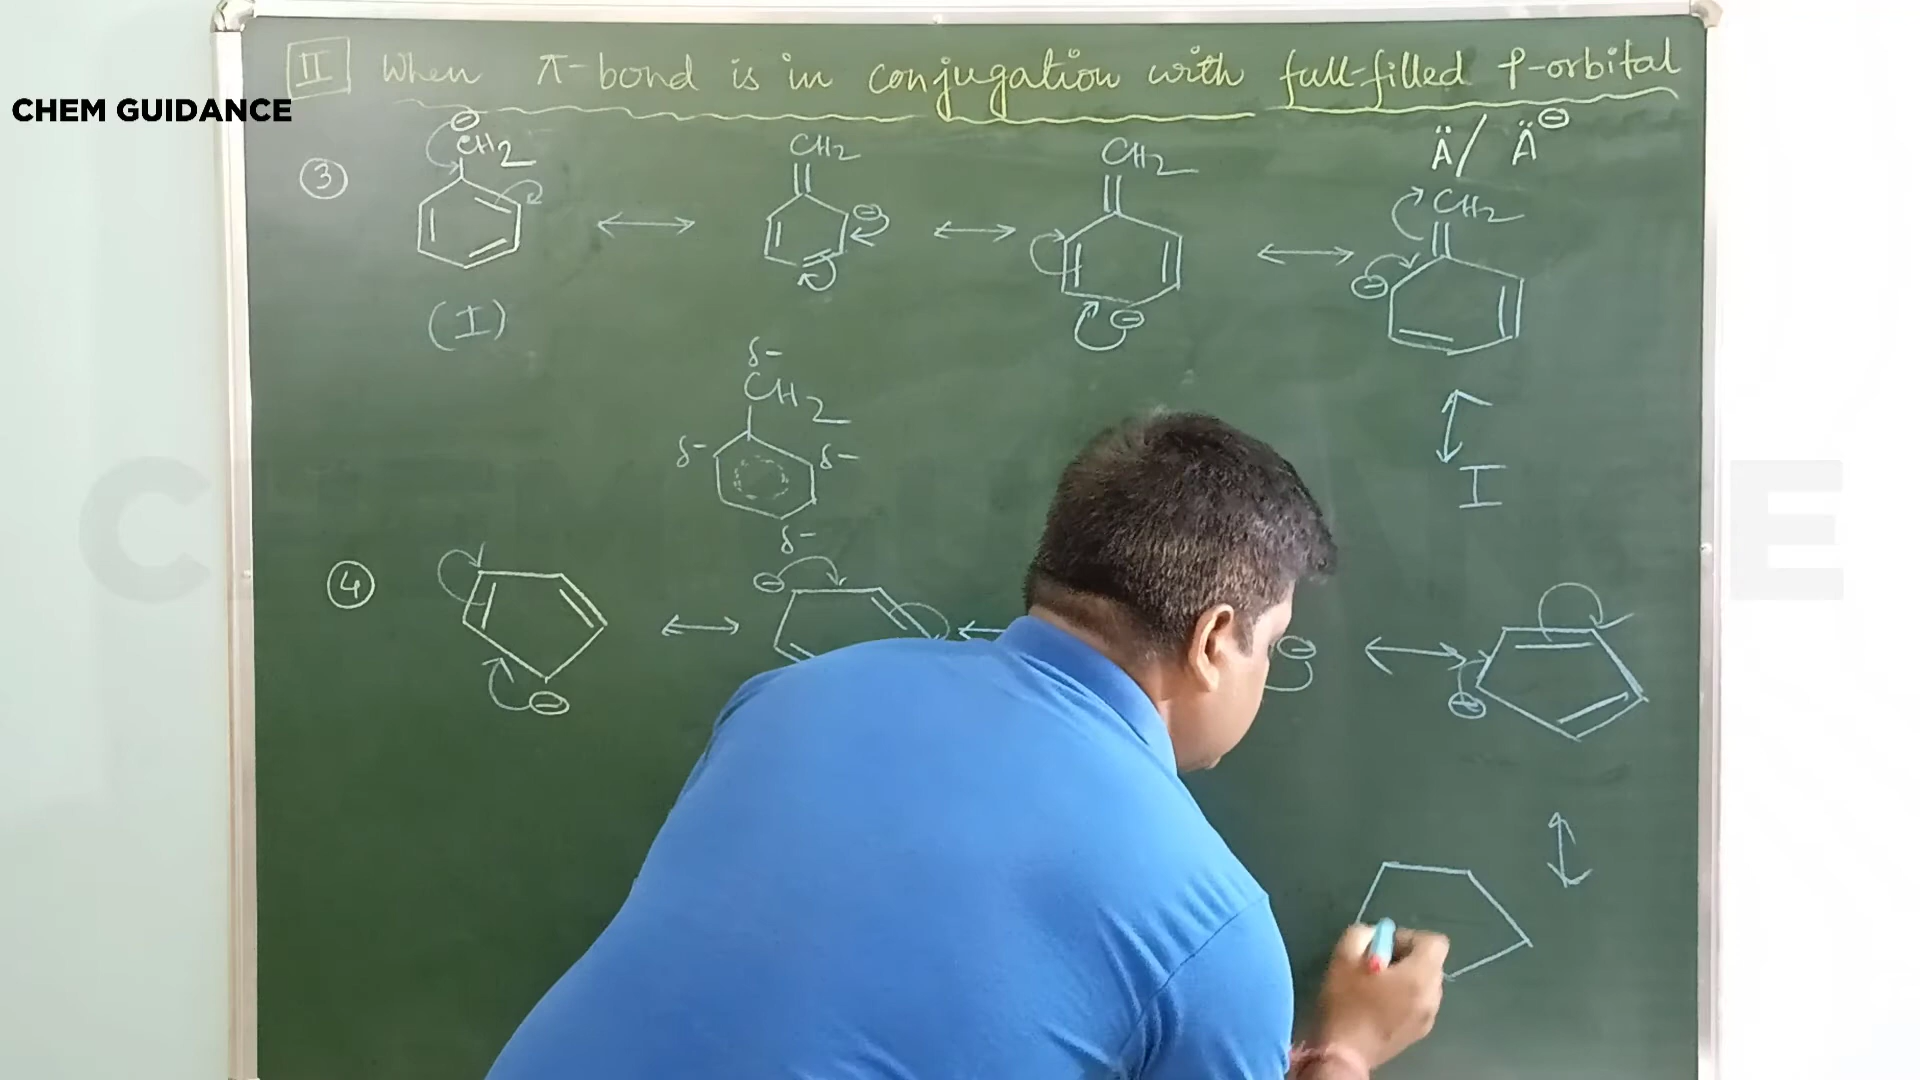 II When π-bond is in conjugation with full-filled P-orbital
CHEM GUIDANCE
Ä / Ä⊖
③
⊖
CH2
CH2
⊖
CH2
⊖
CH2
⊖
(I)
I
δ-
CH2
δ-
δ-
δ-
④
⊖
⊖
⊖
⊖